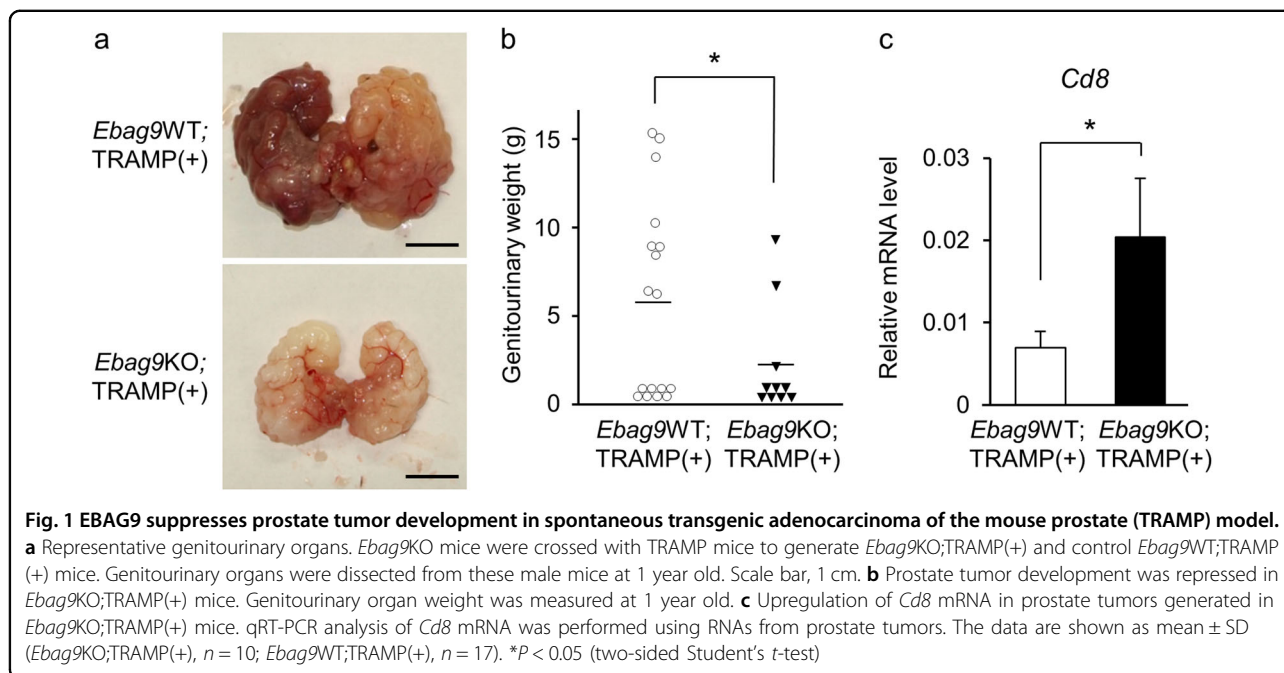 a
Ebag9WT;
TRAMP(+)
Ebag9KO;
TRAMP(+)
b
*
Genitourinary weight (g)
15
10
5
0
Ebag9WT; Ebag9KO;
TRAMP(+) TRAMP(+)
c
Cd8
*
Relative mRNA level
0.03
0.02
0.01
0
Ebag9WT; Ebag9KO;
TRAMP(+) TRAMP(+)
Fig. 1 EBAG9 suppresses prostate tumor development in spontaneous transgenic adenocarcinoma of the mouse prostate (TRAMP) model.
a Representative genitourinary organs. Ebag9KO mice were crossed with TRAMP mice to generate Ebag9KO;TRAMP(+) and control Ebag9WT;TRAMP
(+) mice. Genitourinary organs were dissected from these male mice at 1 year old. Scale bar, 1 cm. b Prostate tumor development was repressed in
Ebag9KO;TRAMP(+) mice. Genitourinary organ weight was measured at 1 year old. c Upregulation of Cd8 mRNA in prostate tumors generated in
Ebag9KO;TRAMP(+) mice. qRT-PCR analysis of Cd8 mRNA was performed using RNAs from prostate tumors. The data are shown as mean ± SD
(Ebag9KO;TRAMP(+), n = 10; Ebag9WT;TRAMP(+), n = 17). *P < 0.05 (two-sided Student's t-test)